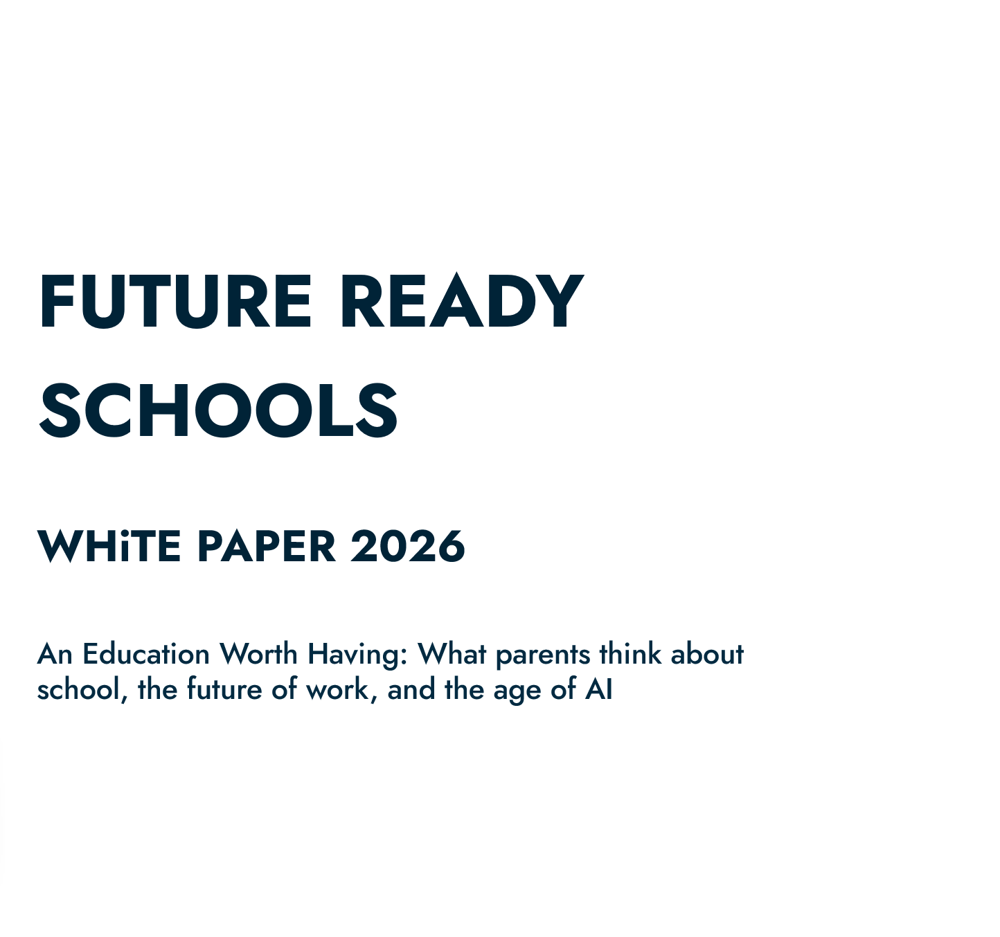 FUTURE READY
SCHOOLS
WHiTE PAPER 2026
An Education Worth Having: What parents think about
school, the future of work, and the age of AI